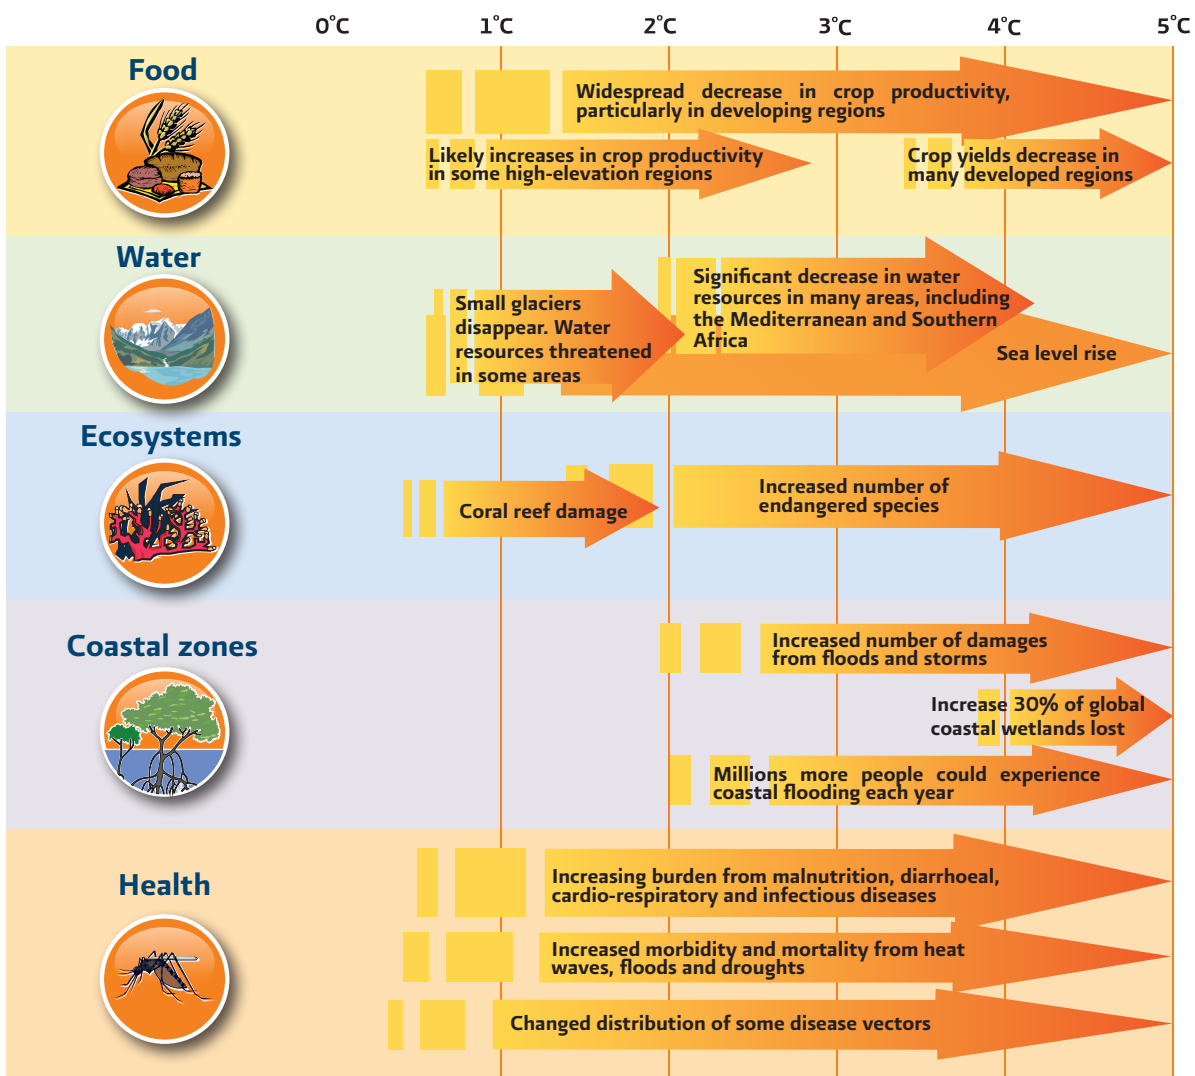 0°C 1°C 2°C 3°C 4°C 5°C
Food
Widespread decrease in crop productivity,
particularly in developing regions
Likely increases in crop productivity
in some high-elevation regions
Crop yields decrease in
many developed regions
Water
Small glaciers
disappear. Water
resources threatened
in some areas
Significant decrease in water
resources in many areas, including
the Mediterranean and Southern
Africa
Sea level rise
Ecosystems
Coral reef damage
Increased number of
endangered species
Coastal zones
Increased number of damages
from floods and storms
Increase 30% of global
coastal wetlands lost
Millions more people could experience
coastal flooding each year
Health
Increasing burden from malnutrition, diarrhoeal,
cardio-respiratory and infectious diseases
Increased morbidity and mortality from heat
waves, floods and droughts
Changed distribution of some disease vectors